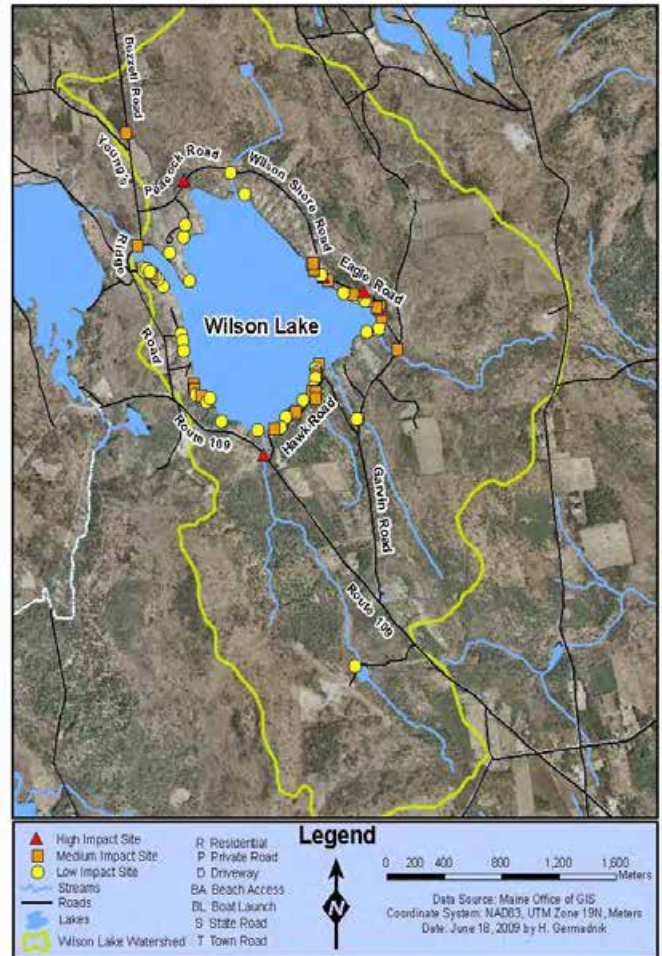 Bozzell Road
Young's
Peacock Road
Wilson Shore Road
Ridge
Eagle Road
Wilson Lake
Road
Route 109
Hawk Road
Garvin Road
Route 109
Legend
High Impact Site
Medium Impact Site
Low Impact Site
Streams
Roads
Lakes
Wilson Lake Watershed
R Residential
P Private Road
D Driveway
BA Beach Access
BL Boat Launch
S State Road
T Town Road
N
0 200 400 800 1,200 1,600
Meters
Data Source: Maine Office of GIS
Coordinate System: NAD83, UTM Zone 19N, Meters
Date: June 18, 2009 by H. Germadnik